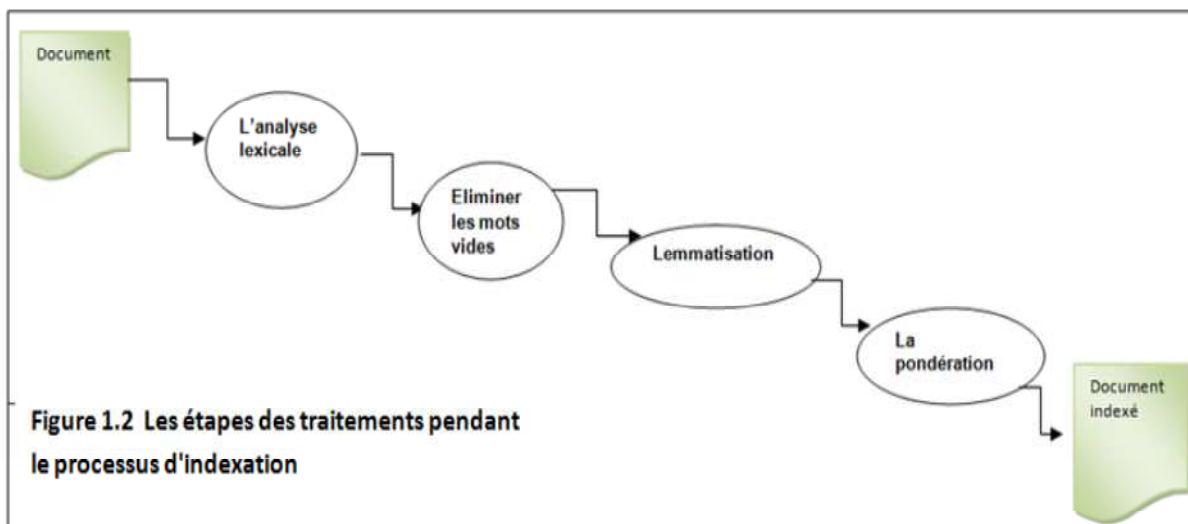 Document
L'analyse
lexicale
Eliminer
les mots
vides
Lemmatisation
La
pondération
Document
indexé
Figure 1.2 Les étapes des traitements pendant
le processus d'indexation